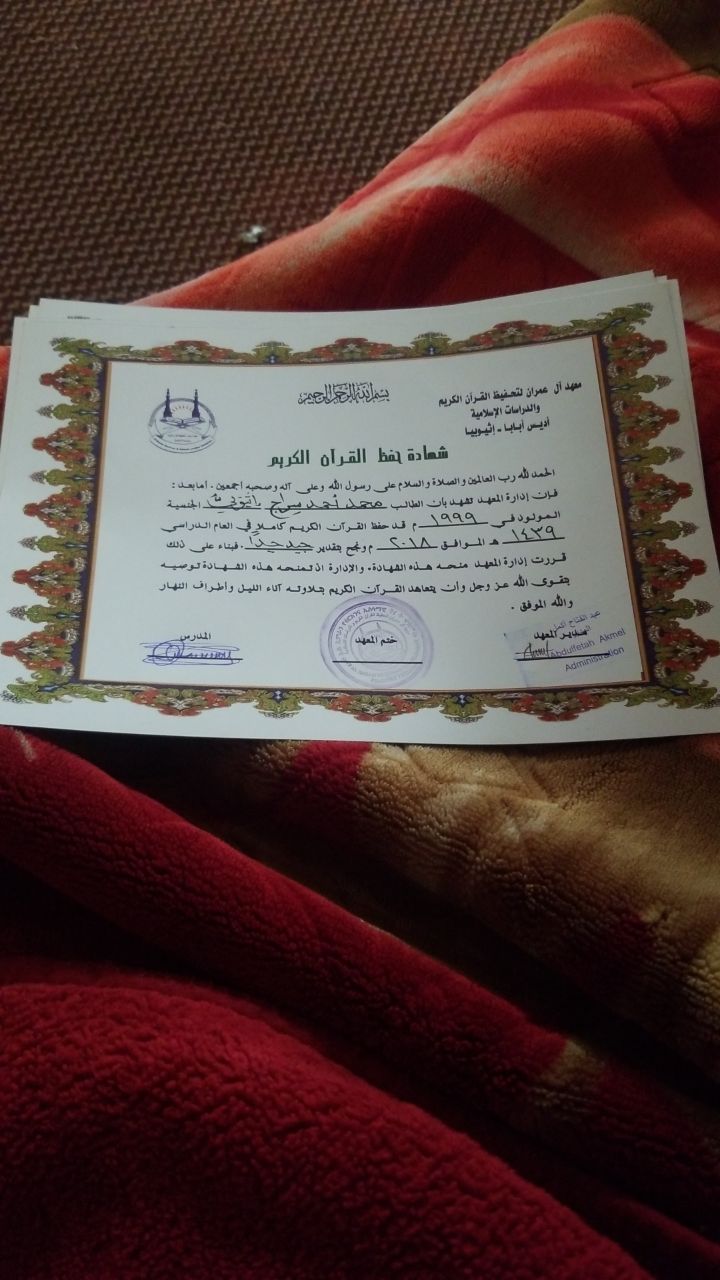 بسم الله الرحمن الرحيم
معهد آل عمران لتحفيظ القرآن الكريم
والدراسات الإسلامية
أديس أبابا - إثيوبيا
شهادة حفظ القرآن الكريم
الحمد لله رب العالمين والصلاة والسلام على رسول الله وعلى آله وصحبه أجمعين . أما بعد :
فإن إدارة المعهد تشهد بأن الطالب محمد أحمد سراج الجنسية
المولود في ١٩٩٩ م قد حفظ القرآن الكريم كاملا في العام الدراسي
١٤٣٩ هـ الموافق ٢٠١٨ م ونجح بتقدير جيد جيدا . فبناء على ذلك
قررت إدارة المعهد منحه هذه الشهادة. والإدارة إذ تمنحه هذه الشهادة توصيه
بتقوى الله عز وجل وأن يتعاهد القرآن الكريم بتلاوته آناء الليل وأطراف النهار
والله الموفق .
المدرس
ختم المعهد
مدير المعهد
Abdulfetah Akmel
Administration